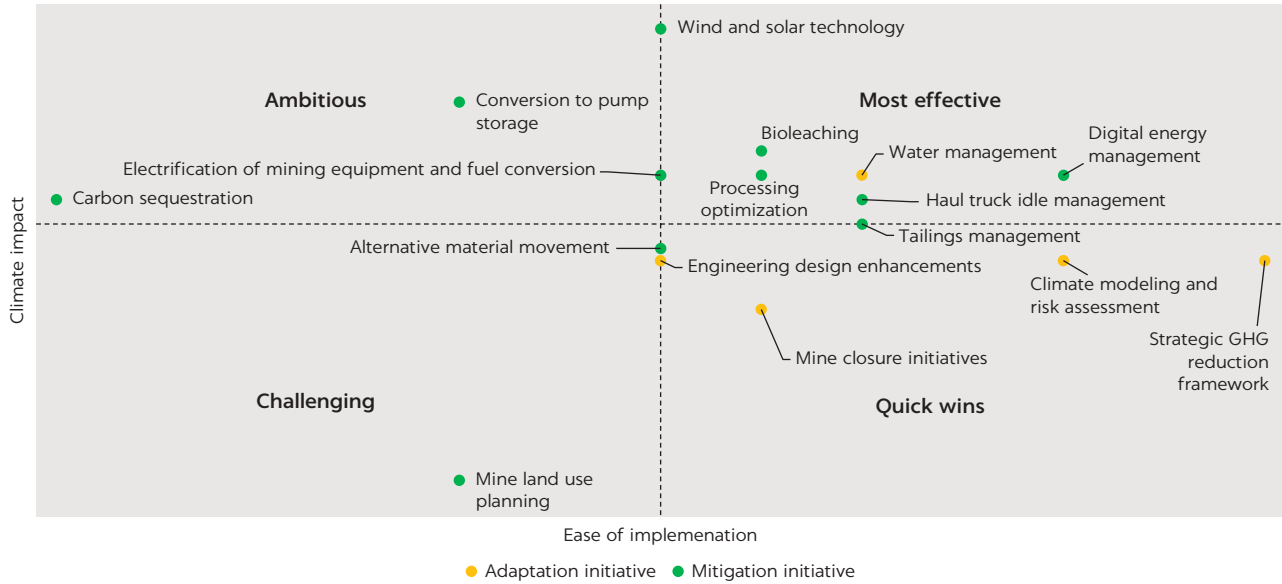 Wind and solar technology
Ambitious
Conversion to pump
storage
Most effective
Bioleaching
Digital energy
management
Water management
Electrification of mining equipment and fuel conversion
Processing
optimization
Carbon sequestration
Haul truck idle management
Tailings management
Alternative material movement
Engineering design enhancements
Climate modeling and
risk assessment
Strategic GHG
reduction
framework
Mine closure initiatives
Challenging
Quick wins
Mine land use
planning
Climate impact
Ease of implemenation
Adaptation initiative
Mitigation initiative